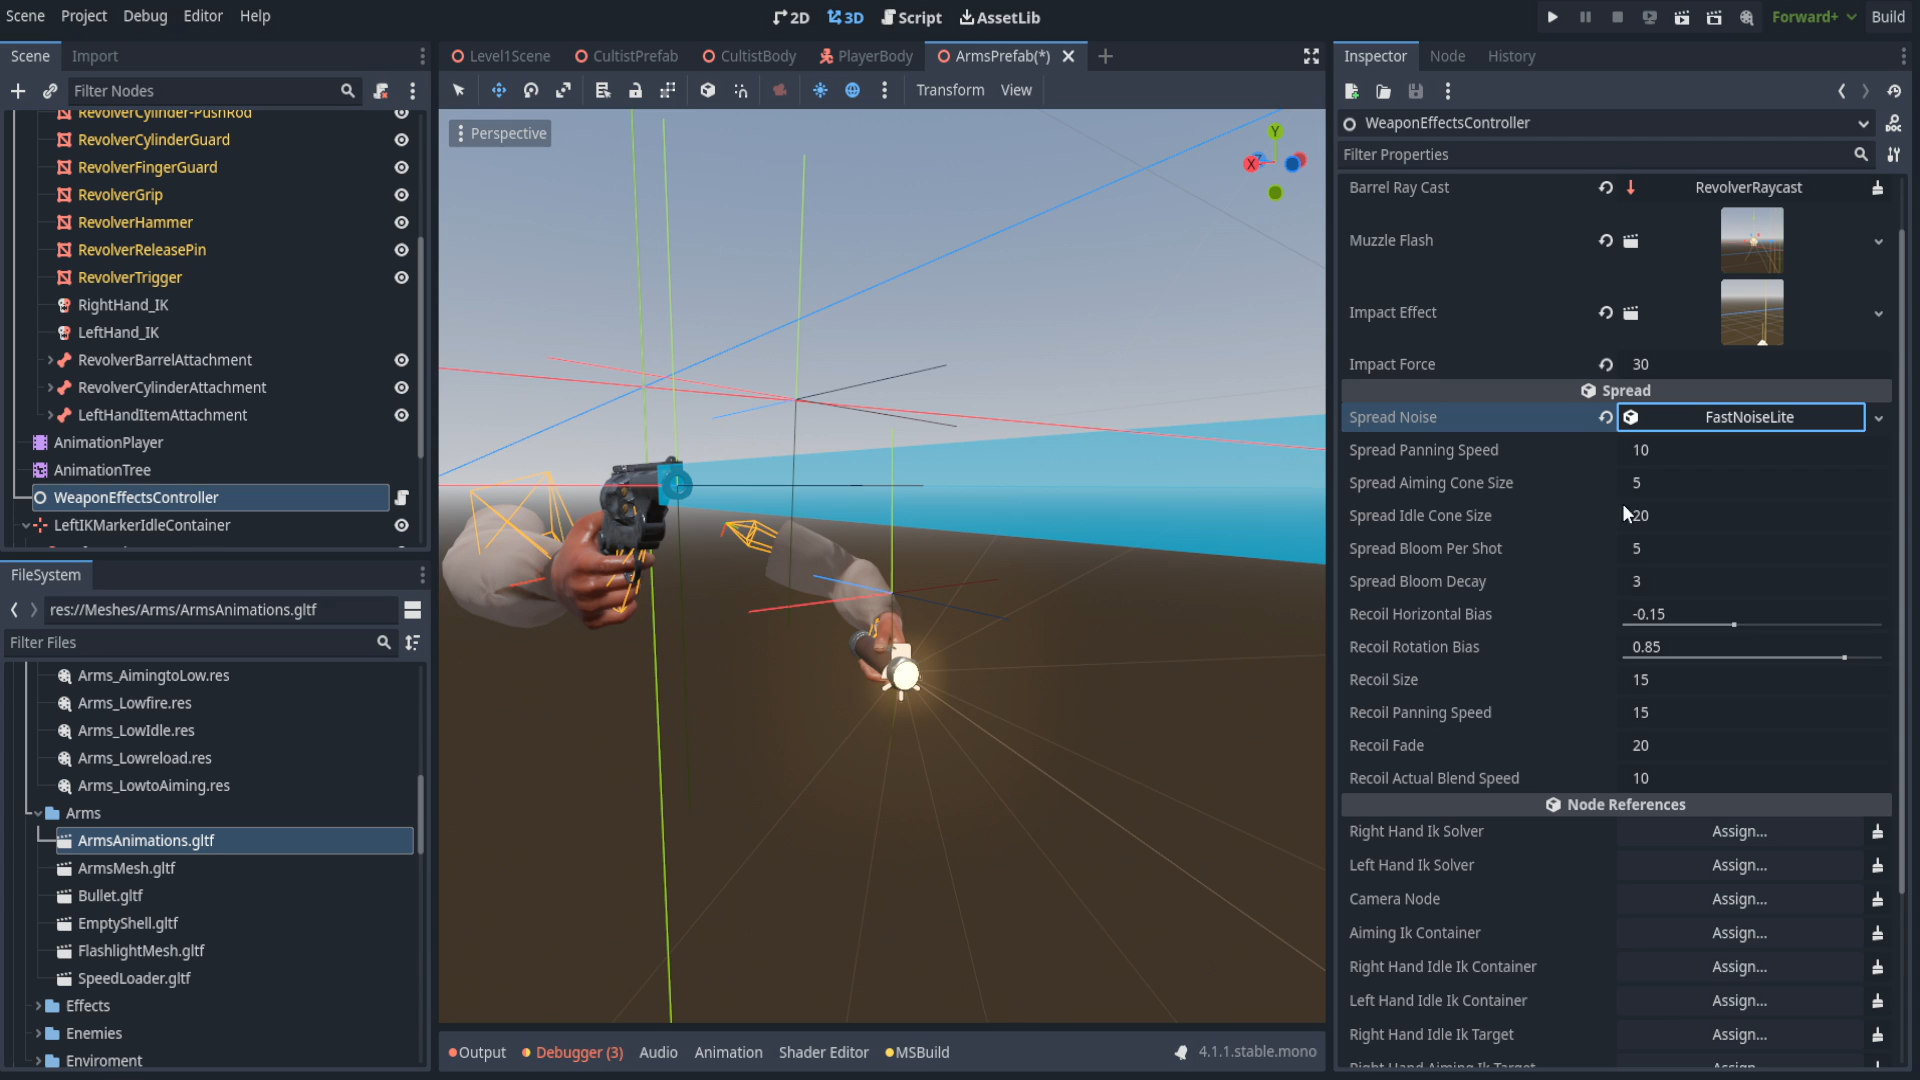 Scene Project Debug Editor Help
2D 3D Script AssetLib
Forward+ Build
Scene Import
Filter Nodes
RevolverCylinder-PushRod
RevolverCylinderGuard
RevolverFingerGuard
RevolverGrip
RevolverHammer
RevolverReleasePin
RevolverTrigger
RightHand_IK
LeftHand_IK
RevolverBarrelAttachment
RevolverCylinderAttachment
LeftHandItemAttachment
AnimationPlayer
AnimationTree
WeaponEffectsController
LeftIKMarkerIdleContainer
FileSystem
res://Meshes/Arms/ArmsAnimations.gltf
Filter Files
Arms_AimingtoLow.res
Arms_Lowfire.res
Arms_LowIdle.res
Arms_Lowreload.res
Arms_LowtoAiming.res
Arms
ArmsAnimations.gltf
ArmsMesh.gltf
Bullet.gltf
EmptyShell.gltf
FlashlightMesh.gltf
SpeedLoader.gltf
Effects
Enemies
Enviroment
Level1Scene CultistPrefab CultistBody PlayerBody ArmsPrefab(*)
Transform View
Perspective
Y
X
Output Debugger (3) Audio Animation Shader Editor MSBuild 4.1.1.stable.mono
Inspector Node History
WeaponEffectsController
DOC
Filter Properties
Barrel Ray Cast RevolverRaycast
Muzzle Flash
Impact Effect
Impact Force 30
Spread
Spread Noise FastNoiseLite
Spread Panning Speed 10
Spread Aiming Cone Size 5
Spread Idle Cone Size 20
Spread Bloom Per Shot 5
Spread Bloom Decay 3
Recoil Horizontal Bias -0.15
Recoil Rotation Bias 0.85
Recoil Size 15
Recoil Panning Speed 15
Recoil Fade 20
Recoil Actual Blend Speed 10
Node References
Right Hand Ik Solver Assign...
Left Hand Ik Solver Assign...
Camera Node Assign...
Aiming Ik Container Assign...
Right Hand Idle Ik Container Assign...
Left Hand Idle Ik Container Assign...
Right Hand Idle Ik Target Assign...
Right Hand Aiming Ik Target Assign...